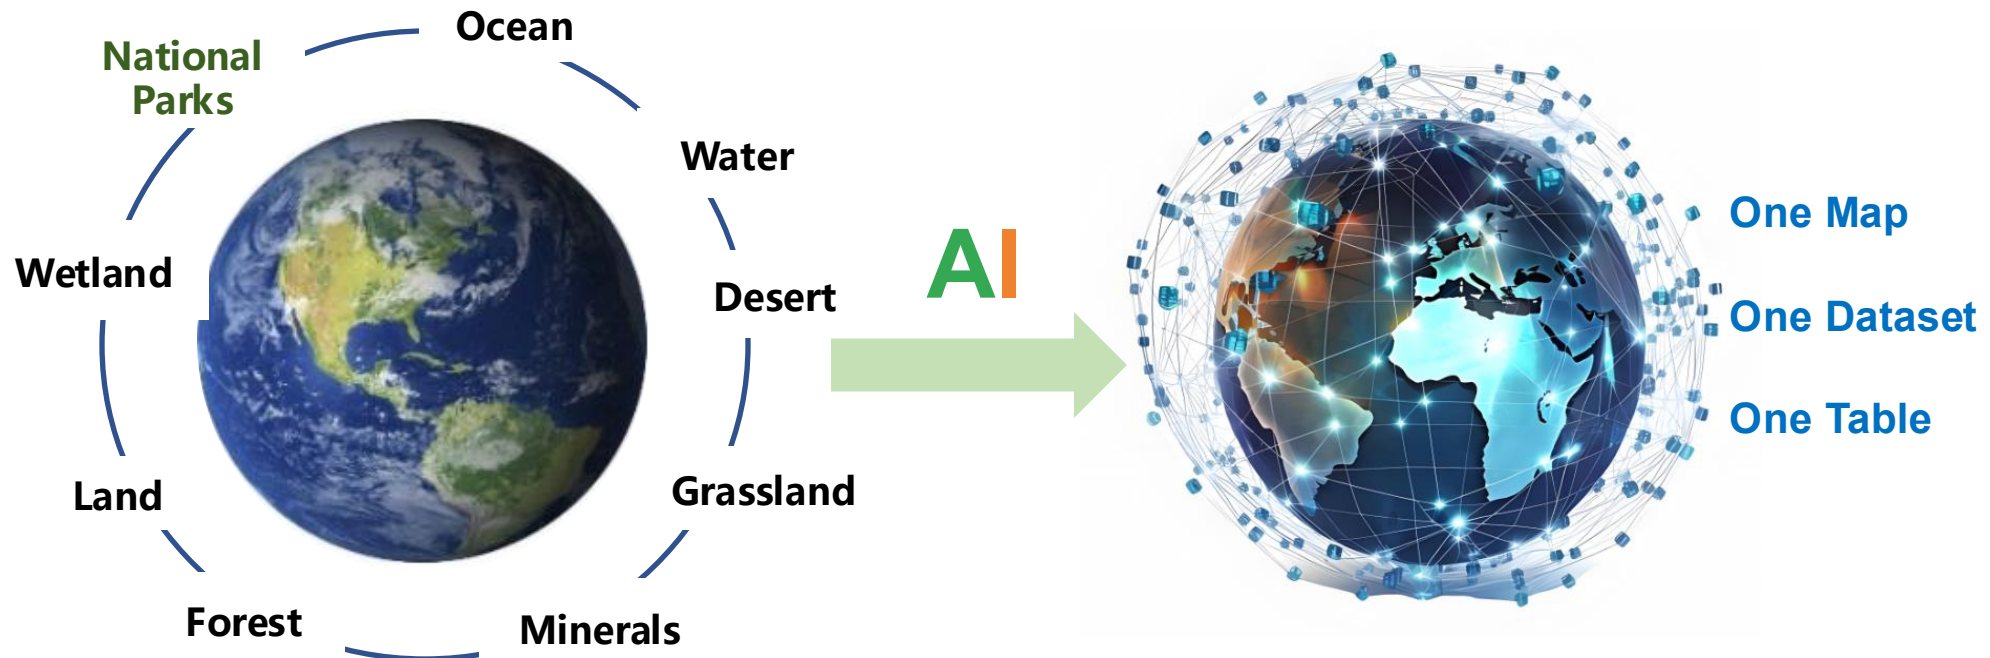 Ocean
National
Parks
Water
Wetland
Desert
Land
Grassland
Forest
Minerals
AI
One Map
One Dataset
One Table